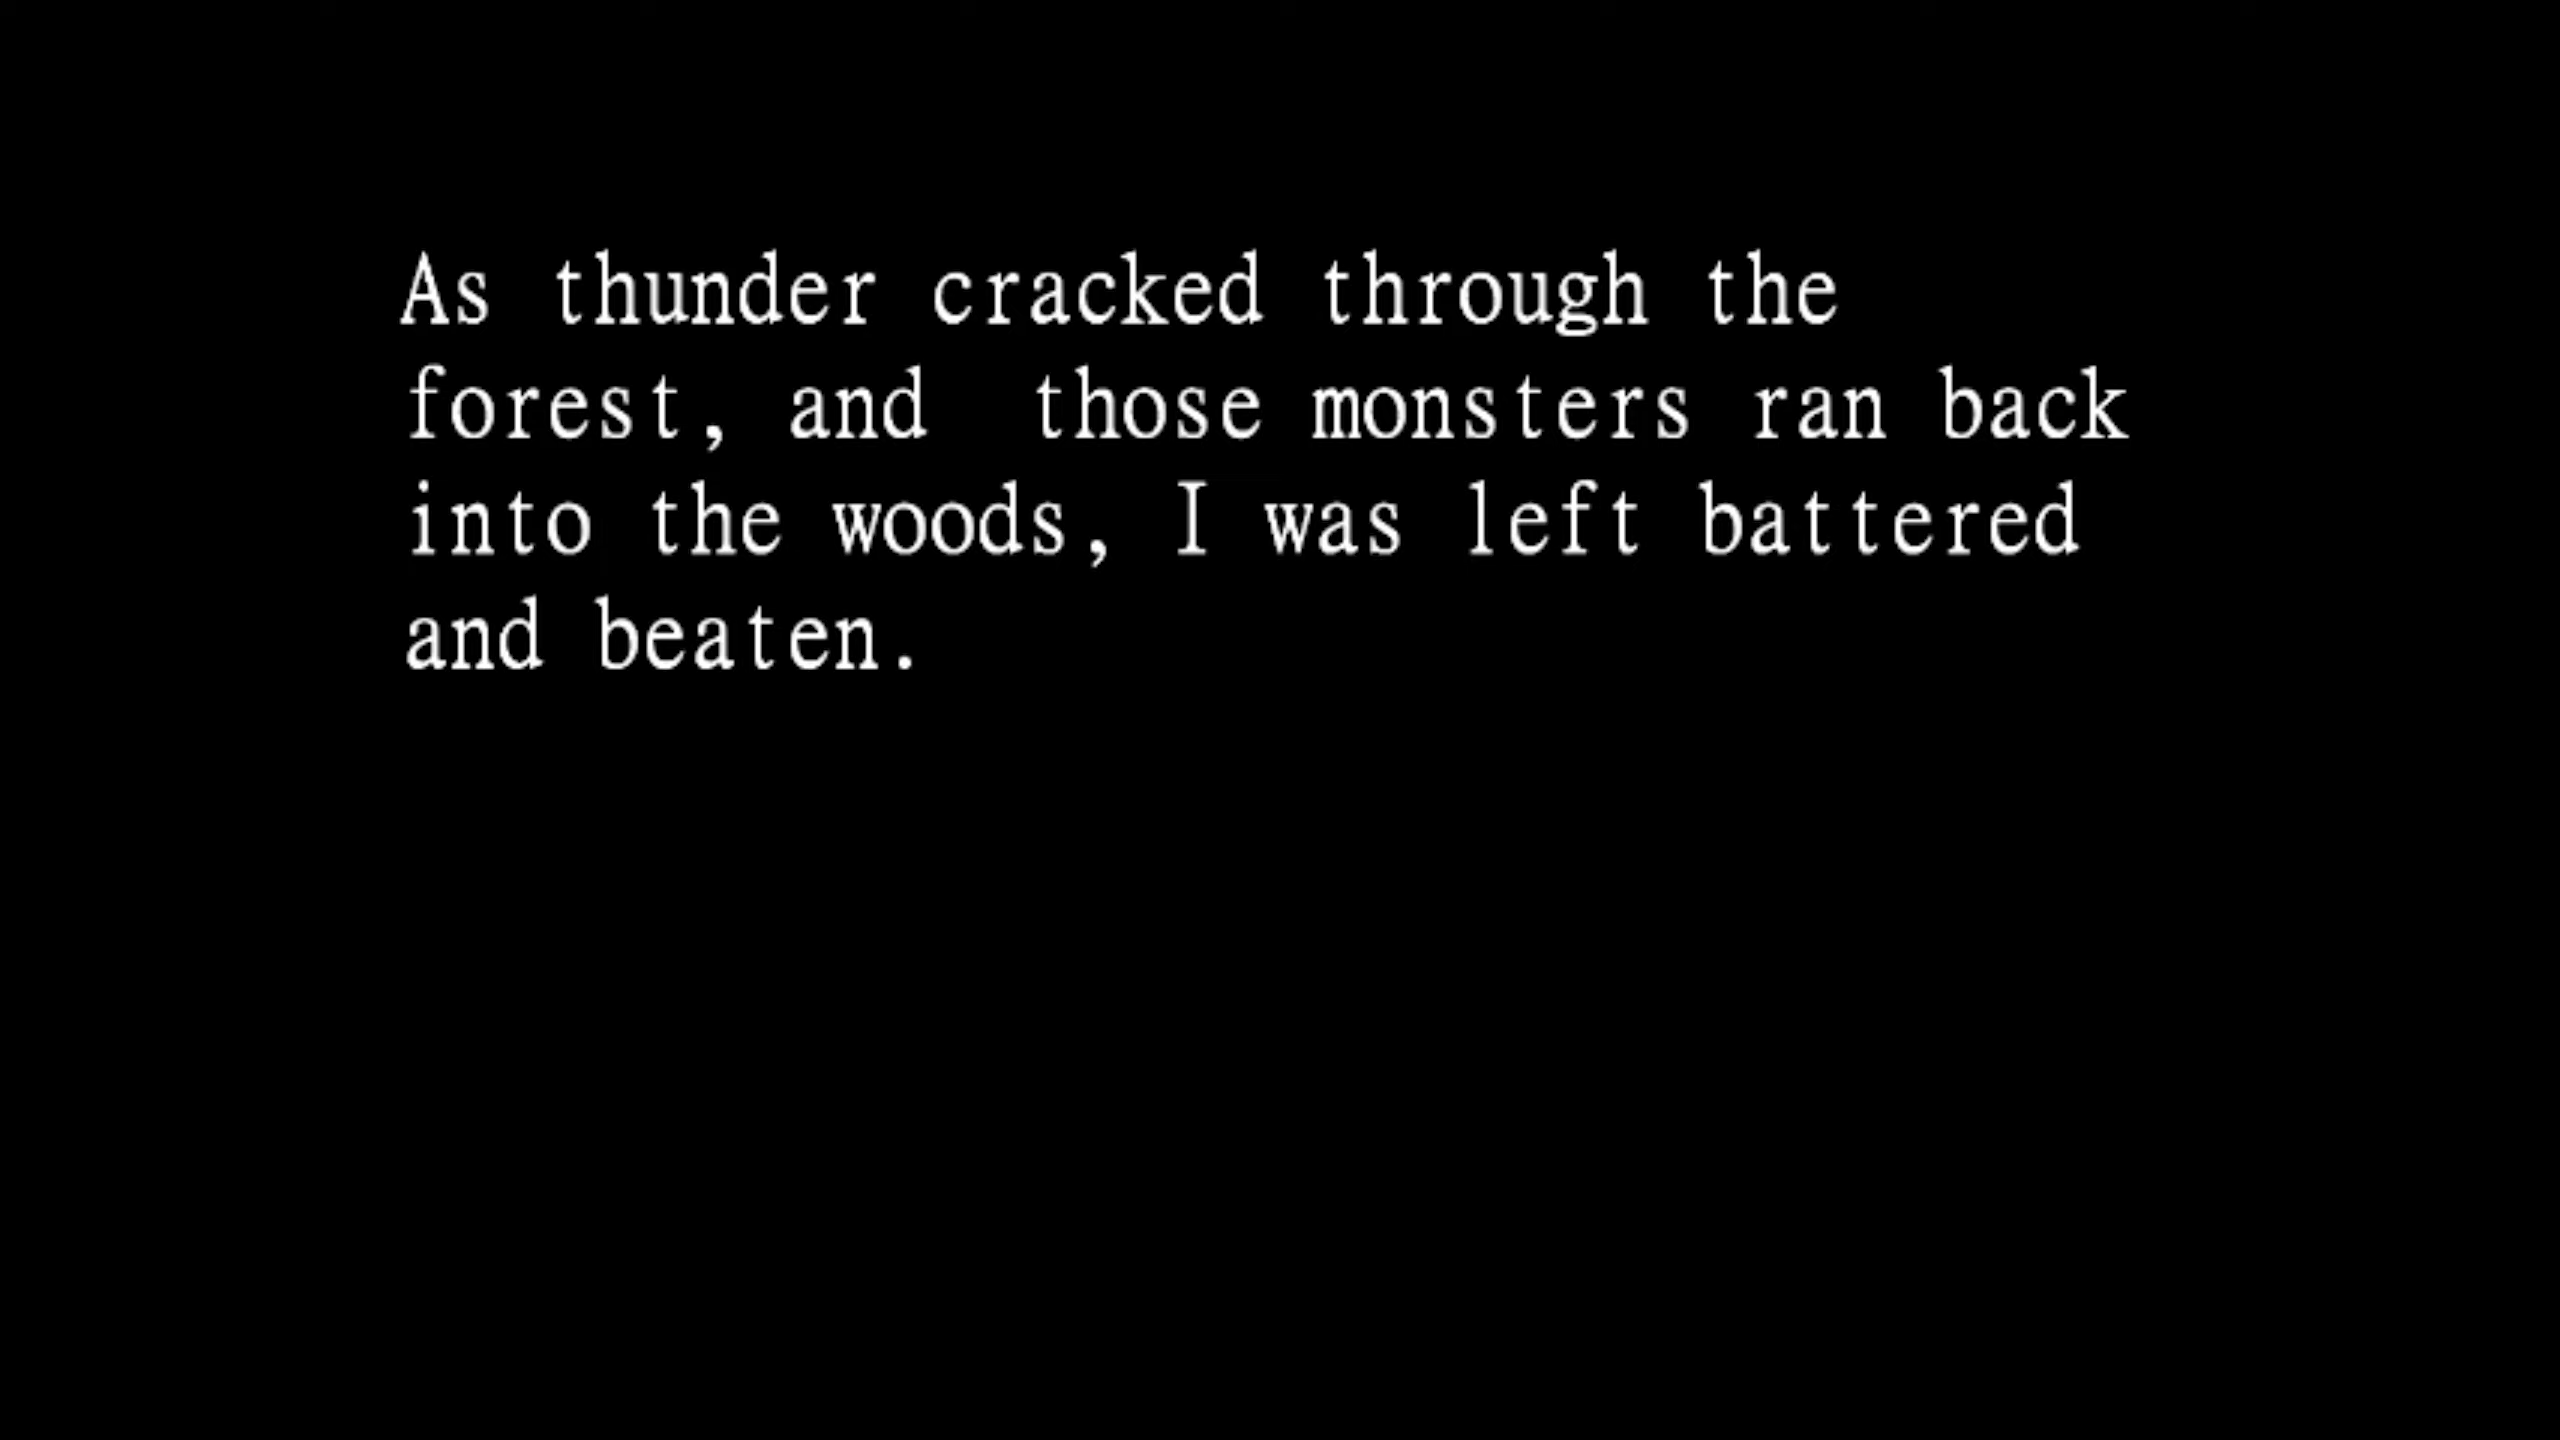 As thunder cracked through the
forest, and  those monsters ran back
into the woods, I was left battered
and beaten.